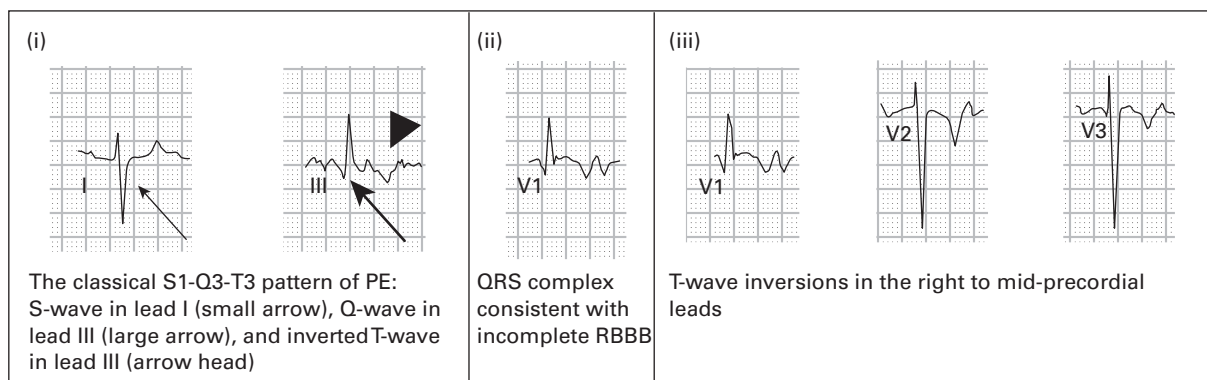 (i)
I
III
The classical S1-Q3-T3 pattern of PE:
S-wave in lead I (small arrow), Q-wave in
lead III (large arrow), and inverted T-wave
in lead III (arrow head)
(ii)
V1
QRS complex
consistent with
incomplete RBBB
(iii)
V1
V2
V3
T-wave inversions in the right to mid-precordial
leads